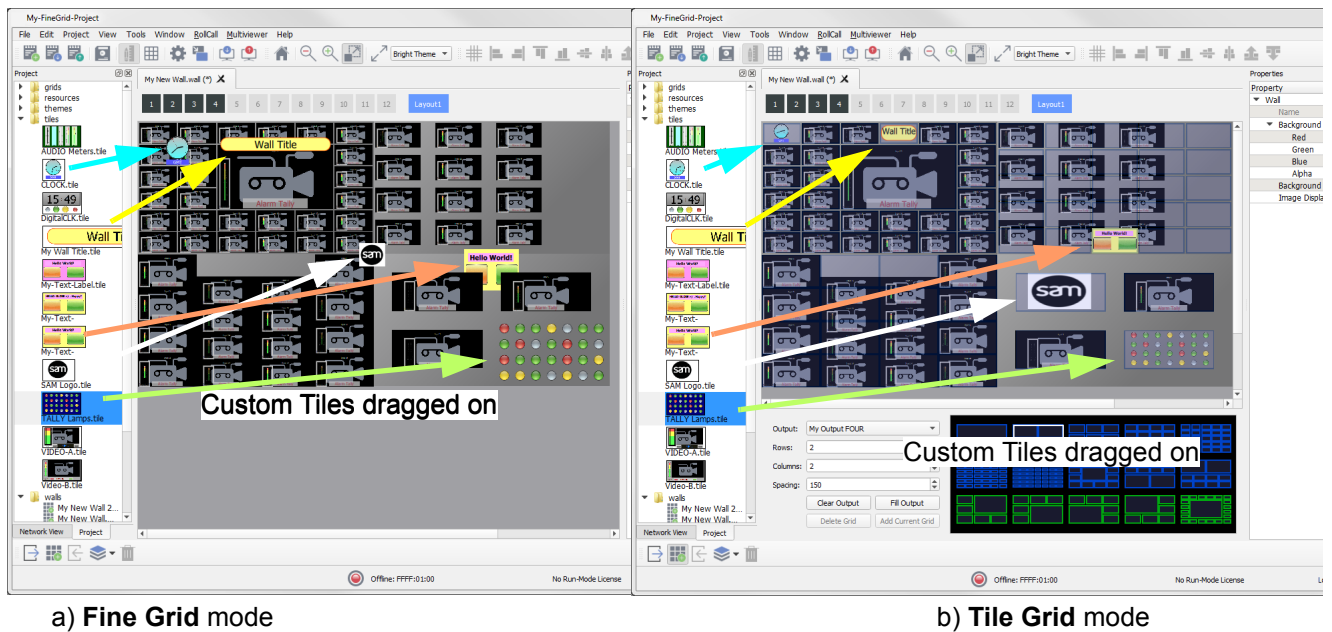 My-FineGrid-Project
File Edit Project View Tools Window RollCall Multiviewer Help
Bright Theme
Project
My New Wall.wall (*)
grids
resources
themes
tiles
1 2 3 4 5 6 7 8 9 10 11 12 Layout1
AUDIO Meters.tile
CLOCK.tile
15 49
DigitalCLK.tile
Wall Ti
My Wall Title.tile
Hello World!
My-Text-Label.tile
My-Text-
Hello World!
My-Text-
sam
SAM Logo.tile
TALLY Lamps.tile
VIDEO-A.tile
Video-B.tile
walls
My New Wall 2...
My New Wall....
Wall Title
Alarm Tally
sam
Hello World!
Custom Tiles dragged on
Network View Project
Offline: FFFF:01:00 No Run-Mode License
a) Fine Grid mode
My-FineGrid-Project
File Edit Project View Tools Window RollCall Multiviewer Help
Bright Theme
Project
My New Wall.wall (*)
Properties
Property
Wall
Name
Background
Red
Green
Blue
Alpha
Background
Image Displa
grids
resources
themes
tiles
1 2 3 4 5 6 7 8 9 10 11 12 Layout1
AUDIO Meters.tile
CLOCK.tile
15 49
DigitalCLK.tile
Wall Ti
My Wall Title.tile
Hello World!
My-Text-Label.tile
My-Text-
Hello World!
My-Text-
sam
SAM Logo.tile
TALLY Lamps.tile
VIDEO-A.tile
Video-B.tile
walls
My New Wall 2...
My New Wall....
Wall Title
Alarm Tally
Hello World!
sam
Output: My Output FOUR
Rows: 2
Columns: 2
Spacing: 150
Clear Output Fill Output
Delete Grid Add Current Grid
Custom Tiles dragged on
Network View Project
Offline: FFFF:01:00 No Run-Mode License
b) Tile Grid mode